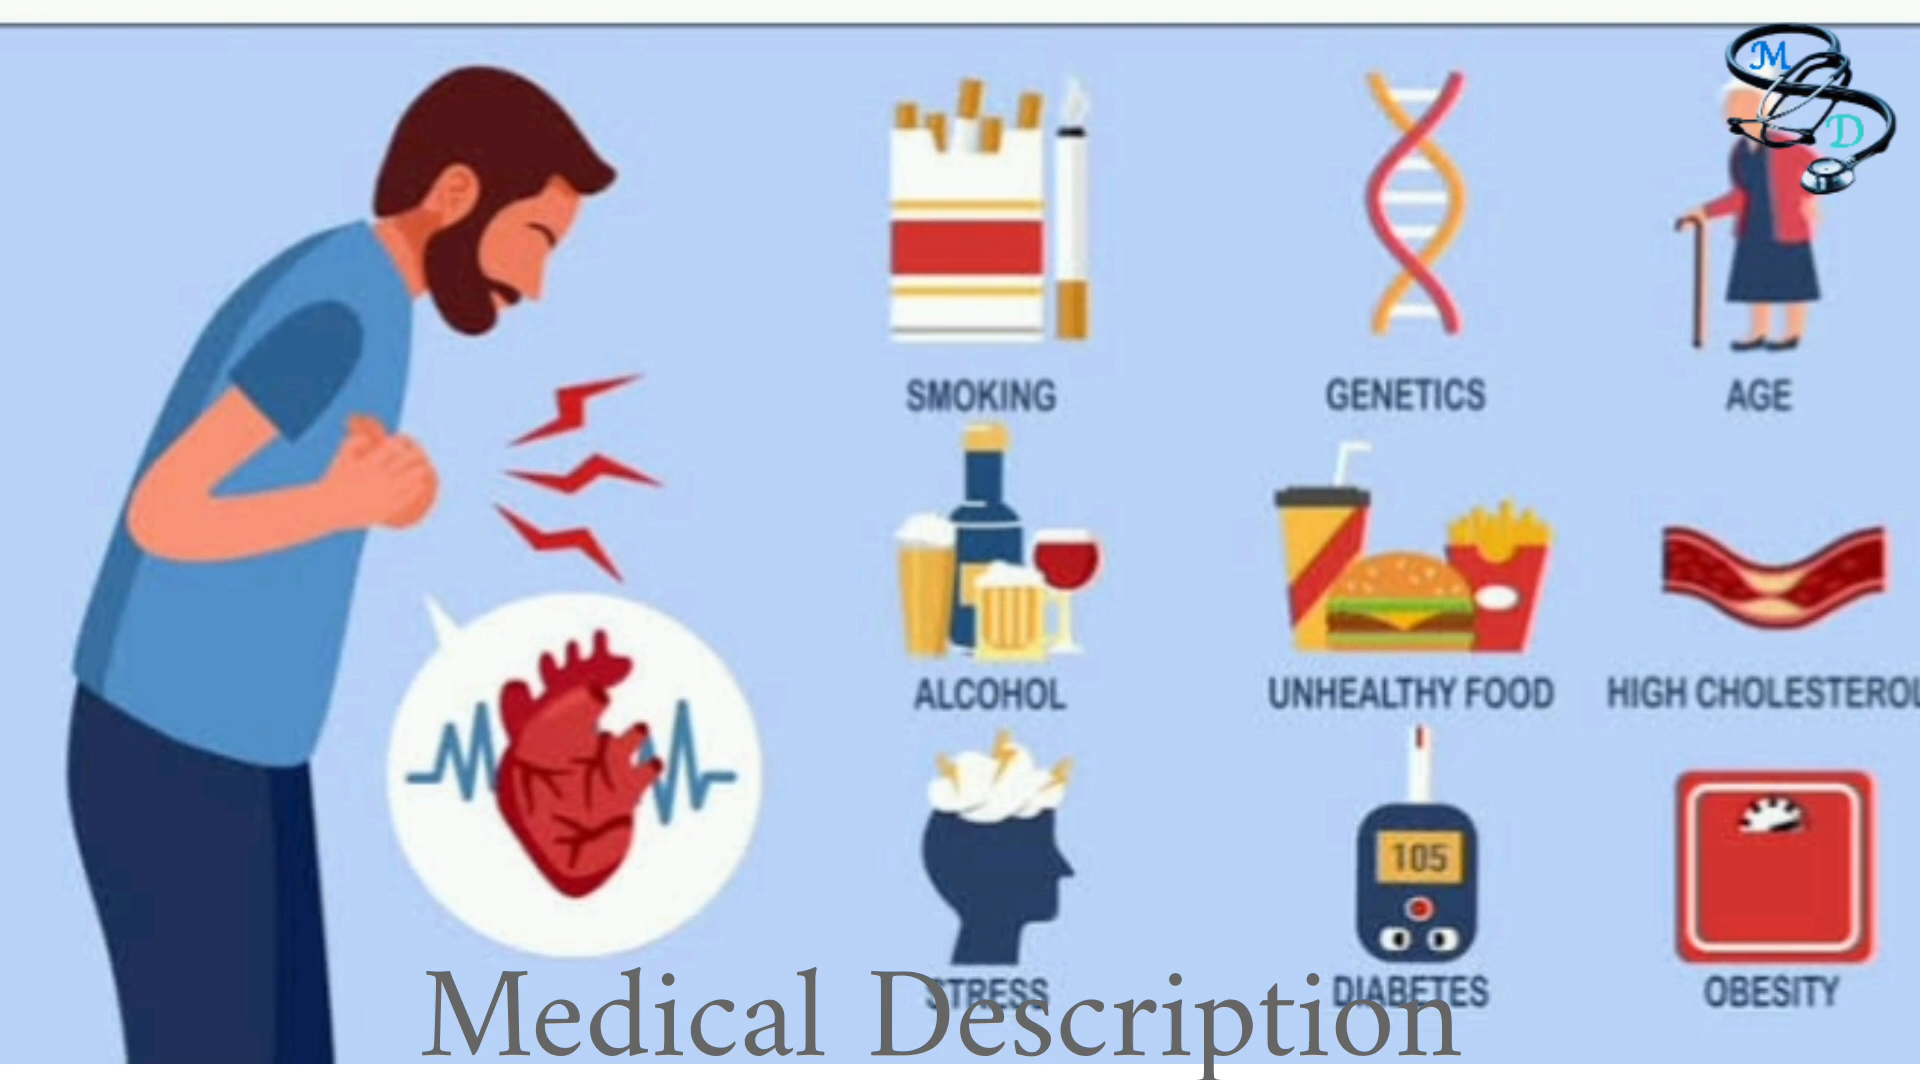 M
D
SMOKING
GENETICS
AGE
ALCOHOL
UNHEALTHY FOOD
HIGH CHOLESTEROL
105
STRESS
DIABETES
OBESITY
Medical Description